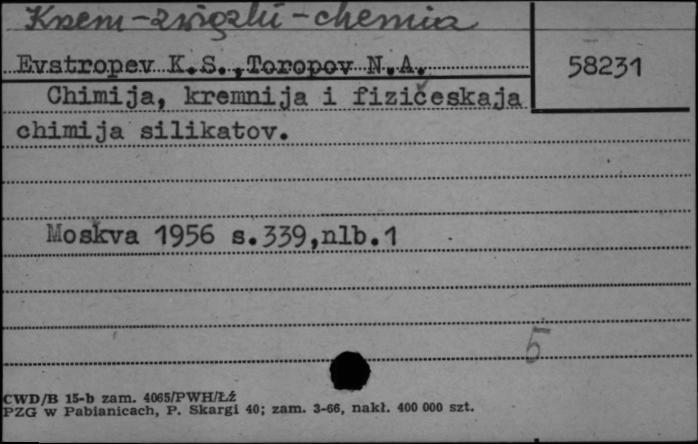 Krzem-związki-chemia
Evstropev K.S.,Toropov N.A.
58231
Chimija, kremnija i fizičeskaja
chimija silikatov.
Moskva 1956 s.339,nlb.1
5
CWD/B 15-b zam. 4065/PWH/Łź
PZG w Pabianicach, P. Skargi 40; zam. 3-66, nakł. 400 000 szt.